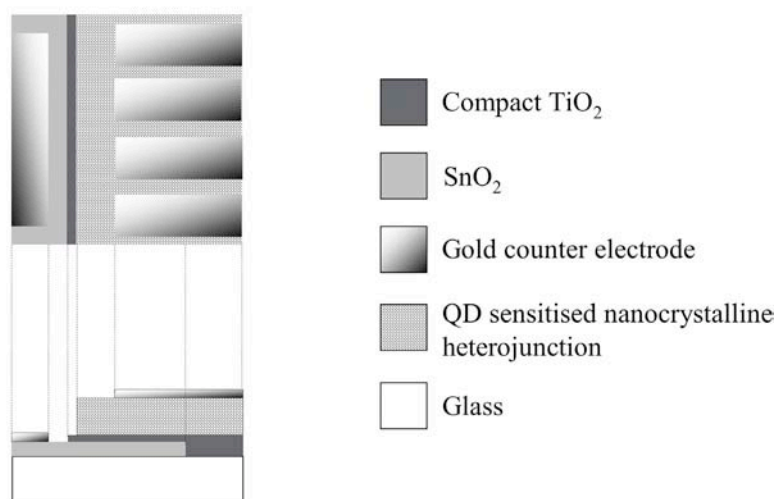 Compact TiO₂
SnO₂
Gold counter electrode
QD sensitised nanocrystalline
heterojunction
Glass